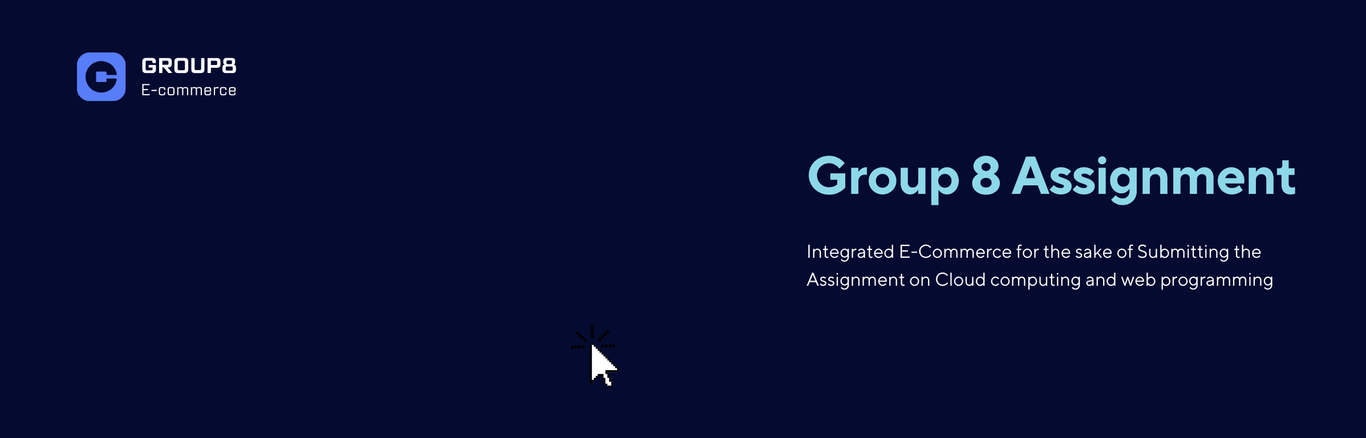 GROUP8
E-commerce
Group 8 Assignment
Integrated E-Commerce for the sake of Submitting the
Assignment on Cloud computing and web programming